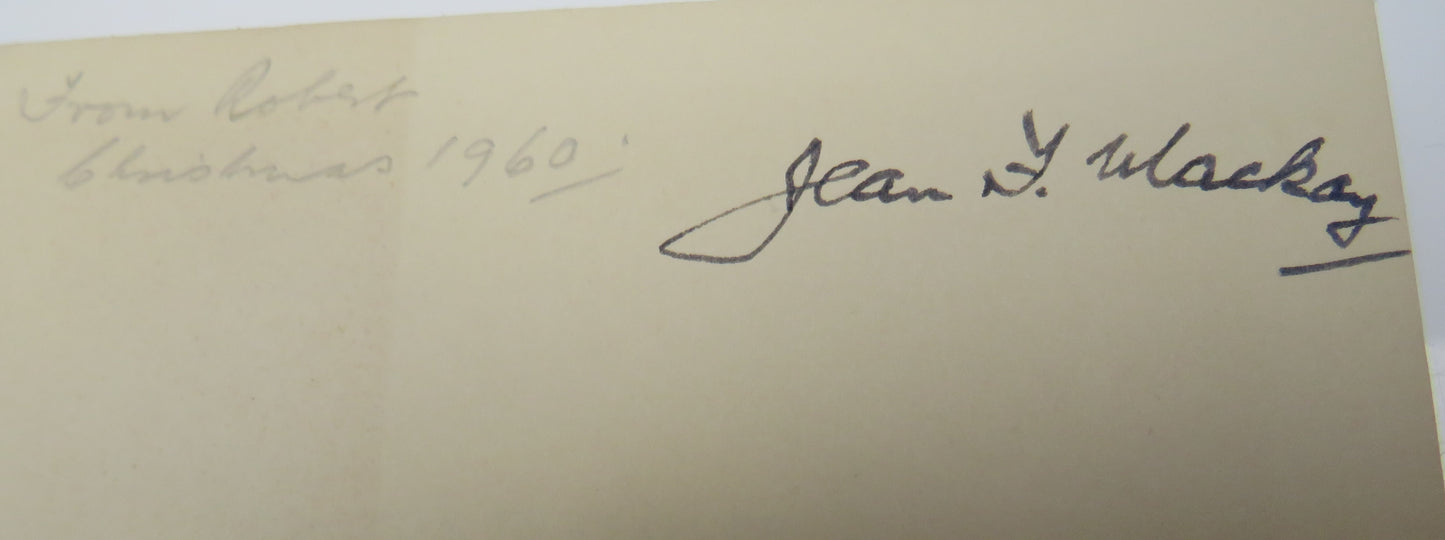 From Robert
Christmas 1960.
Jean F. Mackay